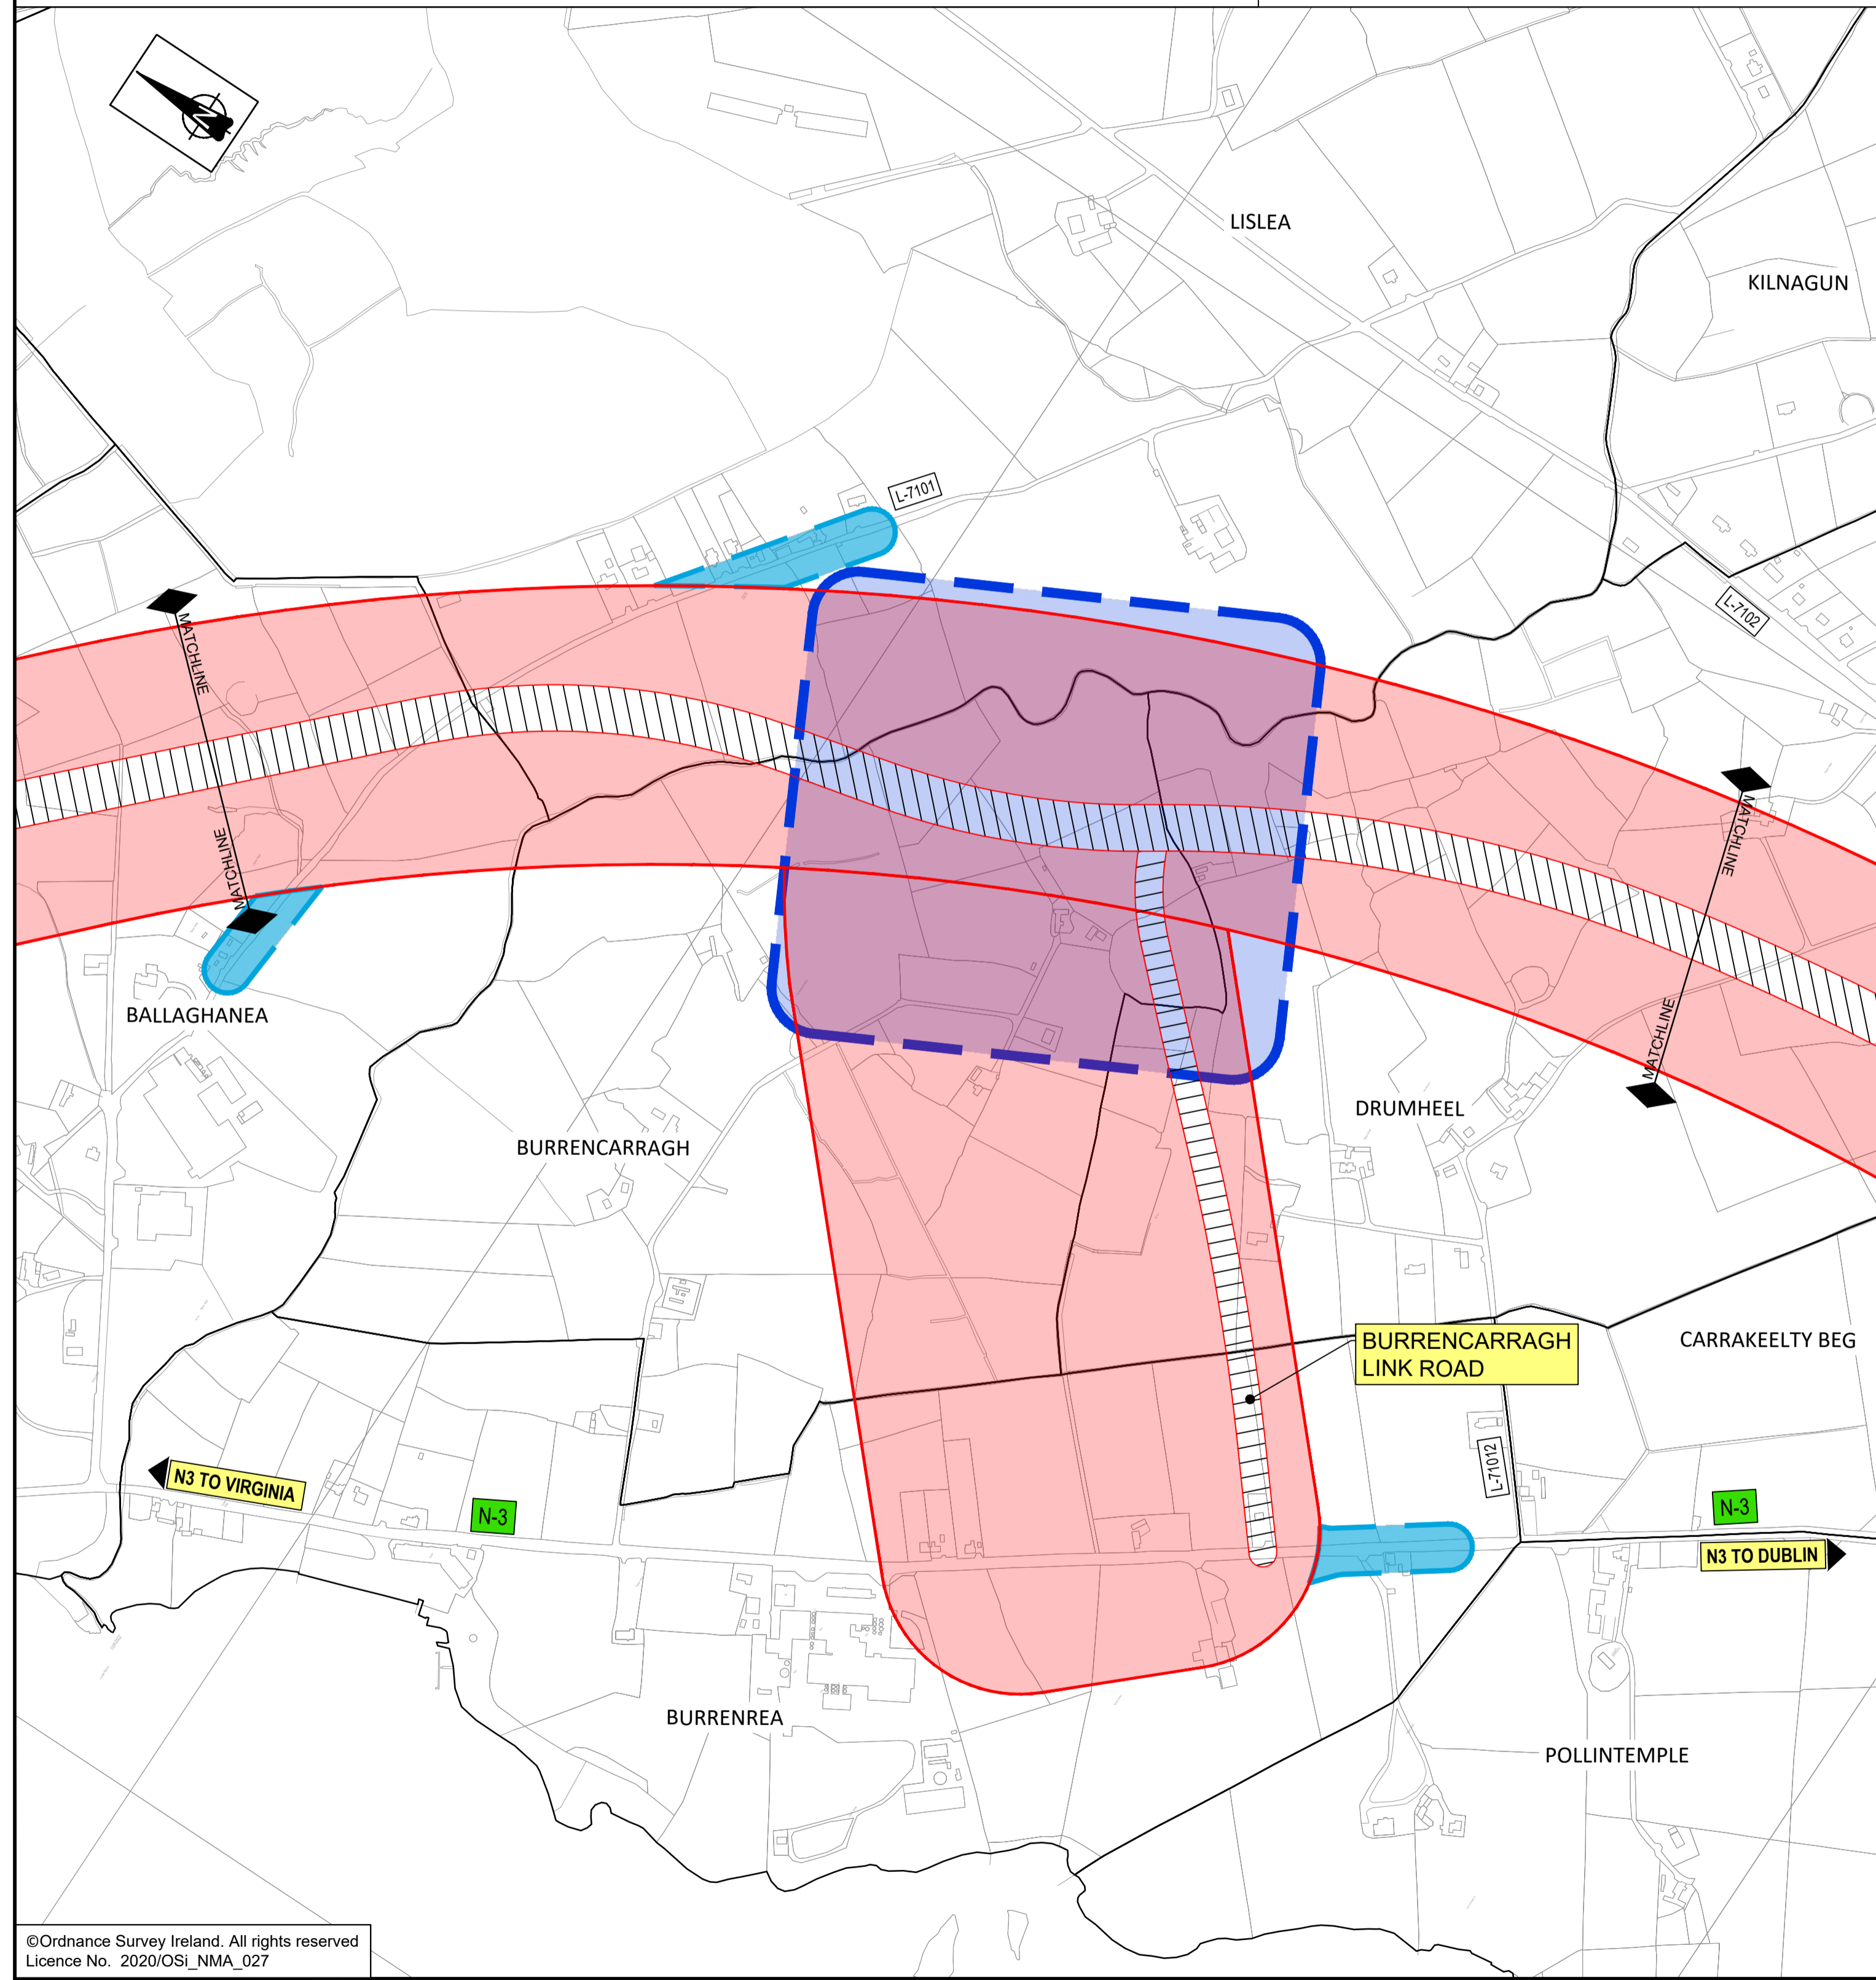 N
LISLEA
KILNAGUN
L-7101
L-7102
MATCHLINE
MATCHLINE
MATCHLINE
MATCHLINE
BALLAGHANEA
BURRENCARRAGH
DRUMHEEL
BURRENCARRAGH
LINK ROAD
CARRAKEELTY BEG
L-71012
N3 TO VIRGINIA
N-3
N-3
N3 TO DUBLIN
BURRENREA
POLLINTEMPLE
©Ordnance Survey Ireland. All rights reserved
Licence No. 2020/OSi_NMA_027